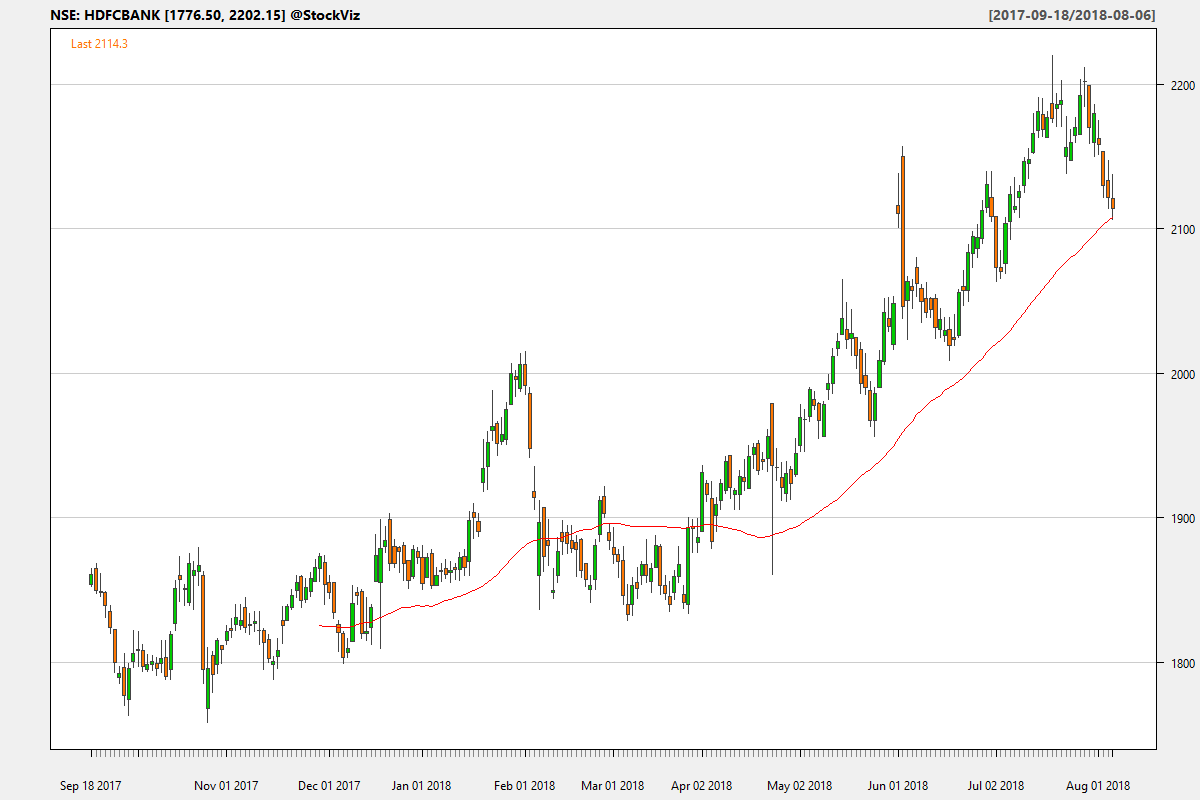 NSE: HDFCBANK [1776.50, 2202.15] @StockViz
[2017-09-18/2018-08-06]
Last 2114.3
2200
2100
2000
1900
1800
Sep 18 2017
Nov 01 2017
Dec 01 2017
Jan 01 2018
Feb 01 2018
Mar 01 2018
Apr 02 2018
May 02 2018
Jun 01 2018
Jul 02 2018
Aug 01 2018